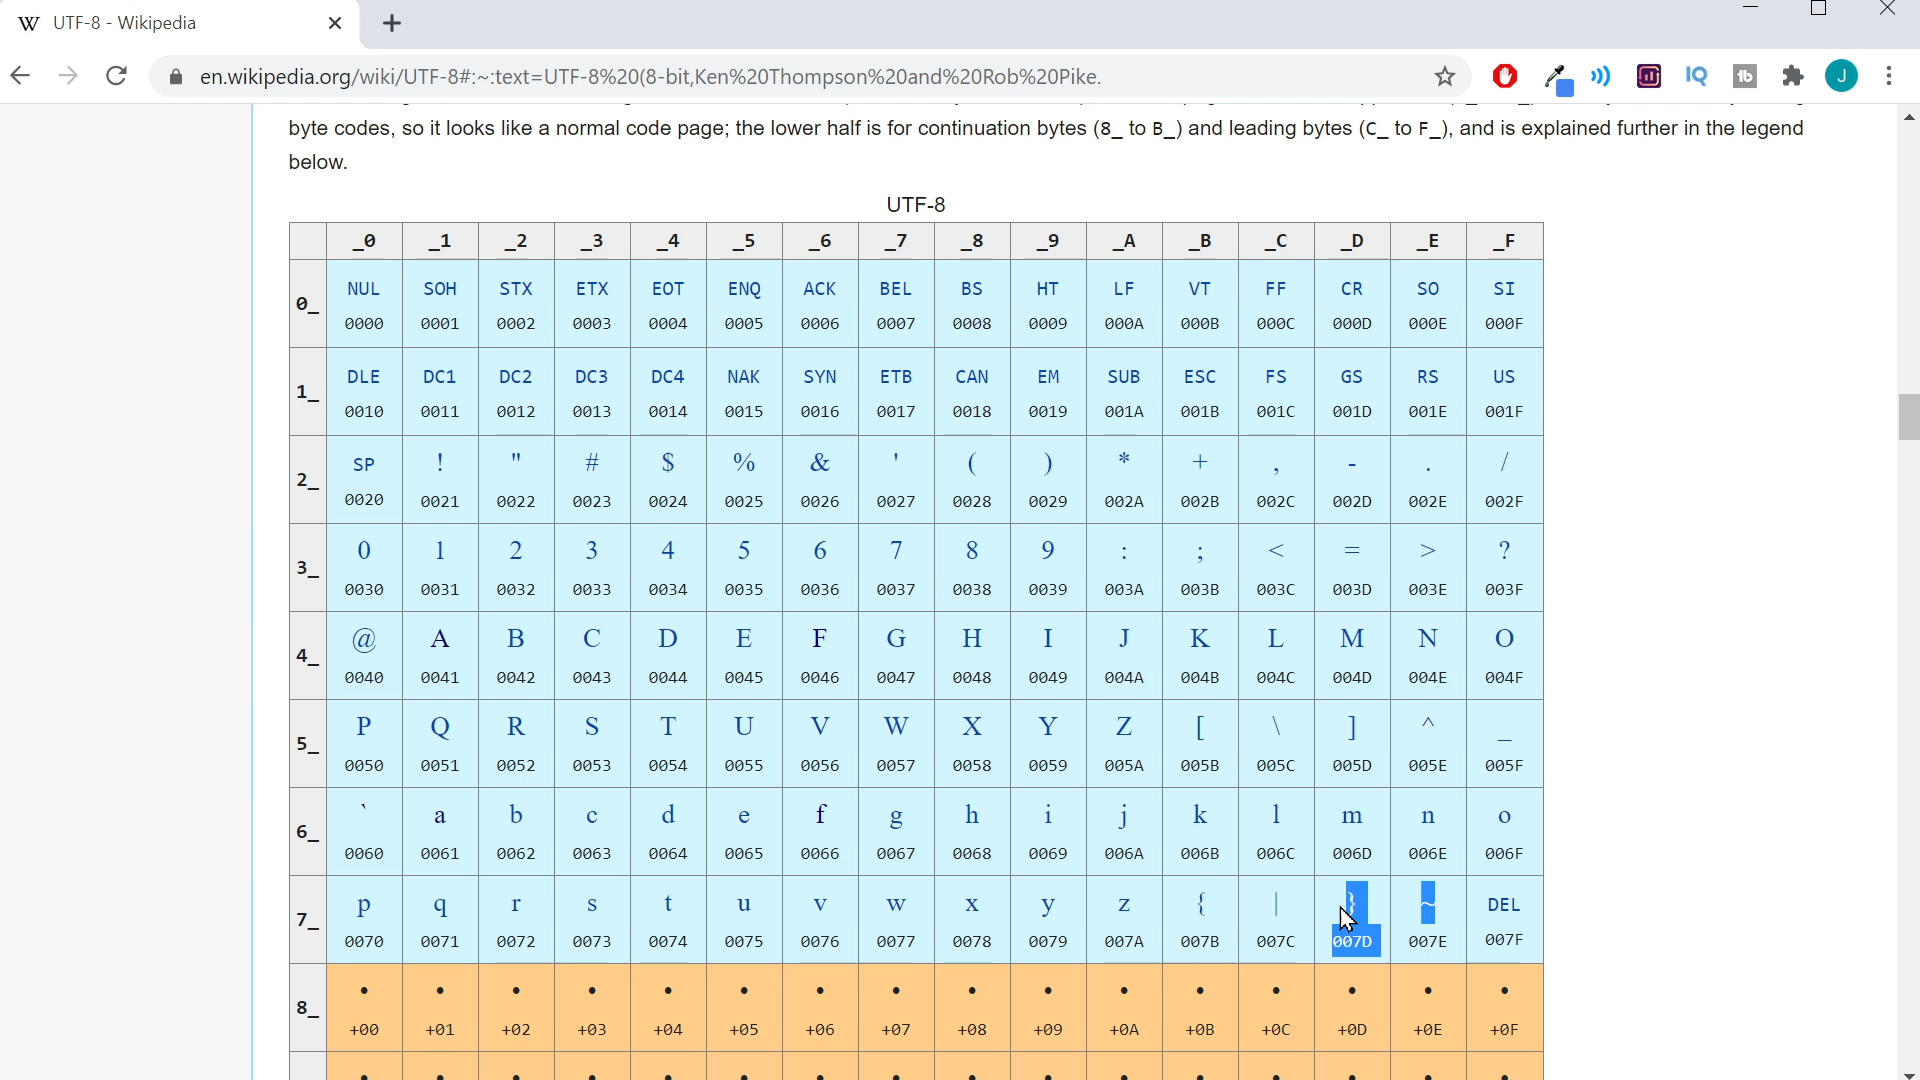 W UTF-8 - Wikipedia
en.wikipedia.org/wiki/UTF-8#:~:text=UTF-8%20(8-bit,Ken%20Thompson%20and%20Rob%20Pike.
IQ tb J
byte codes, so it looks like a normal code page; the lower half is for continuation bytes (8_ to B_) and leading bytes (C_ to F_), and is explained further in the legend
below.
UTF-8
_0 _1 _2 _3 _4 _5 _6 _7 _8 _9 _A _B _C _D _E _F
0_ NUL SOH STX ETX EOT ENQ ACK BEL BS HT LF VT FF CR SO SI
0000 0001 0002 0003 0004 0005 0006 0007 0008 0009 000A 000B 000C 000D 000E 000F
1_ DLE DC1 DC2 DC3 DC4 NAK SYN ETB CAN EM SUB ESC FS GS RS US
0010 0011 0012 0013 0014 0015 0016 0017 0018 0019 001A 001B 001C 001D 001E 001F
2_ SP ! " # $ % & ' ( ) * + , - . /
0020 0021 0022 0023 0024 0025 0026 0027 0028 0029 002A 002B 002C 002D 002E 002F
3_ 0 1 2 3 4 5 6 7 8 9 : ; < = > ?
0030 0031 0032 0033 0034 0035 0036 0037 0038 0039 003A 003B 003C 003D 003E 003F
4_ @ A B C D E F G H I J K L M N O
0040 0041 0042 0043 0044 0045 0046 0047 0048 0049 004A 004B 004C 004D 004E 004F
5_ P Q R S T U V W X Y Z [ \ ] ^ _
0050 0051 0052 0053 0054 0055 0056 0057 0058 0059 005A 005B 005C 005D 005E 005F
6_ ` a b c d e f g h i j k l m n o
0060 0061 0062 0063 0064 0065 0066 0067 0068 0069 006A 006B 006C 006D 006E 006F
7_ p q r s t u v w x y z { | } ~ DEL
0070 0071 0072 0073 0074 0075 0076 0077 0078 0079 007A 007B 007C 007D 007E 007F
8_ • • • • • • • • • • • • • • • •
+00 +01 +02 +03 +04 +05 +06 +07 +08 +09 +0A +0B +0C +0D +0E +0F